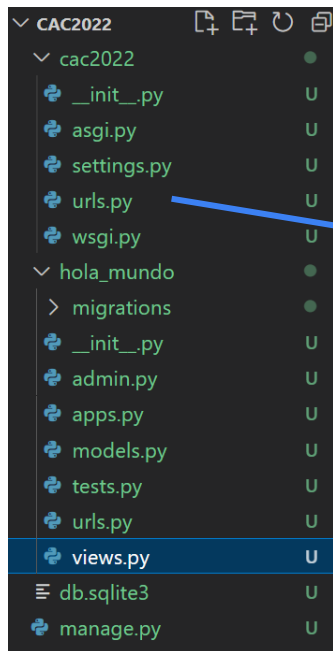 CAC2022
cac2022
__init__.py U
asgi.py U
settings.py U
urls.py U
wsgi.py U
hola_mundo
migrations
__init__.py U
admin.py U
apps.py U
models.py U
tests.py U
urls.py U
views.py U
db.sqlite3 U
manage.py U